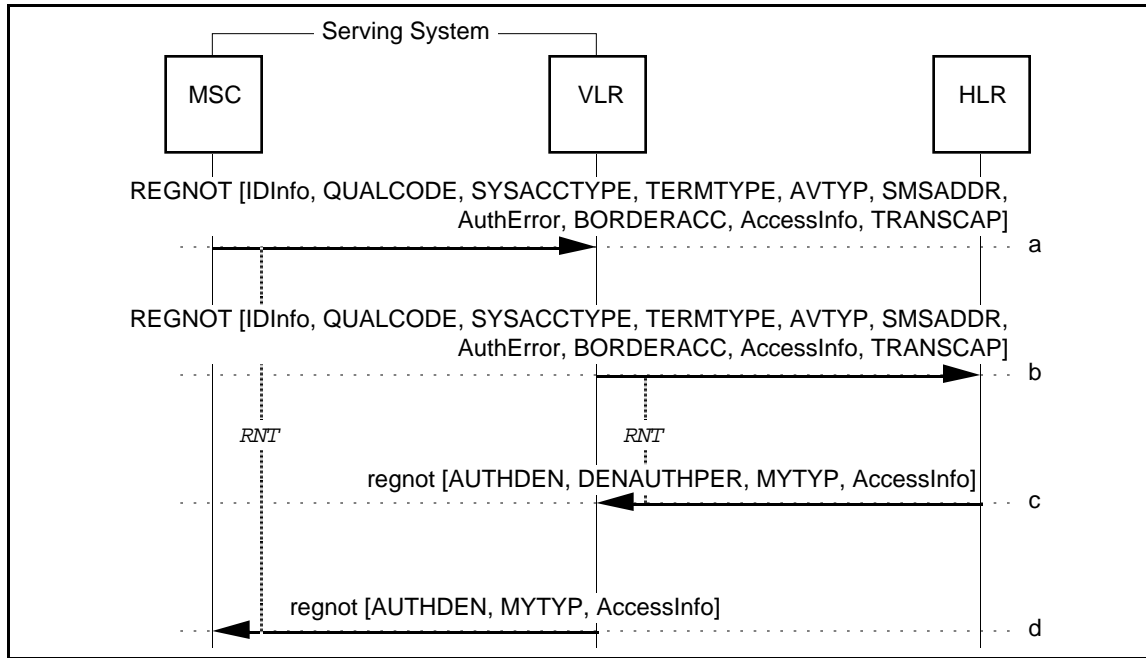 Serving System
MSC
VLR
HLR
REGNOT [IDInfo, QUALCODE, SYSACCTYPE, TERMTYPE, AVTYP, SMSADDR,
AuthError, BORDERACC, AccessInfo, TRANSCAP]
a
REGNOT [IDInfo, QUALCODE, SYSACCTYPE, TERMTYPE, AVTYP, SMSADDR,
AuthError, BORDERACC, AccessInfo, TRANSCAP]
b
RNT
RNT
regnot [AUTHDEN, DENAUTHPER, MYTYP, AccessInfo]
c
regnot [AUTHDEN, MYTYP, AccessInfo]
d